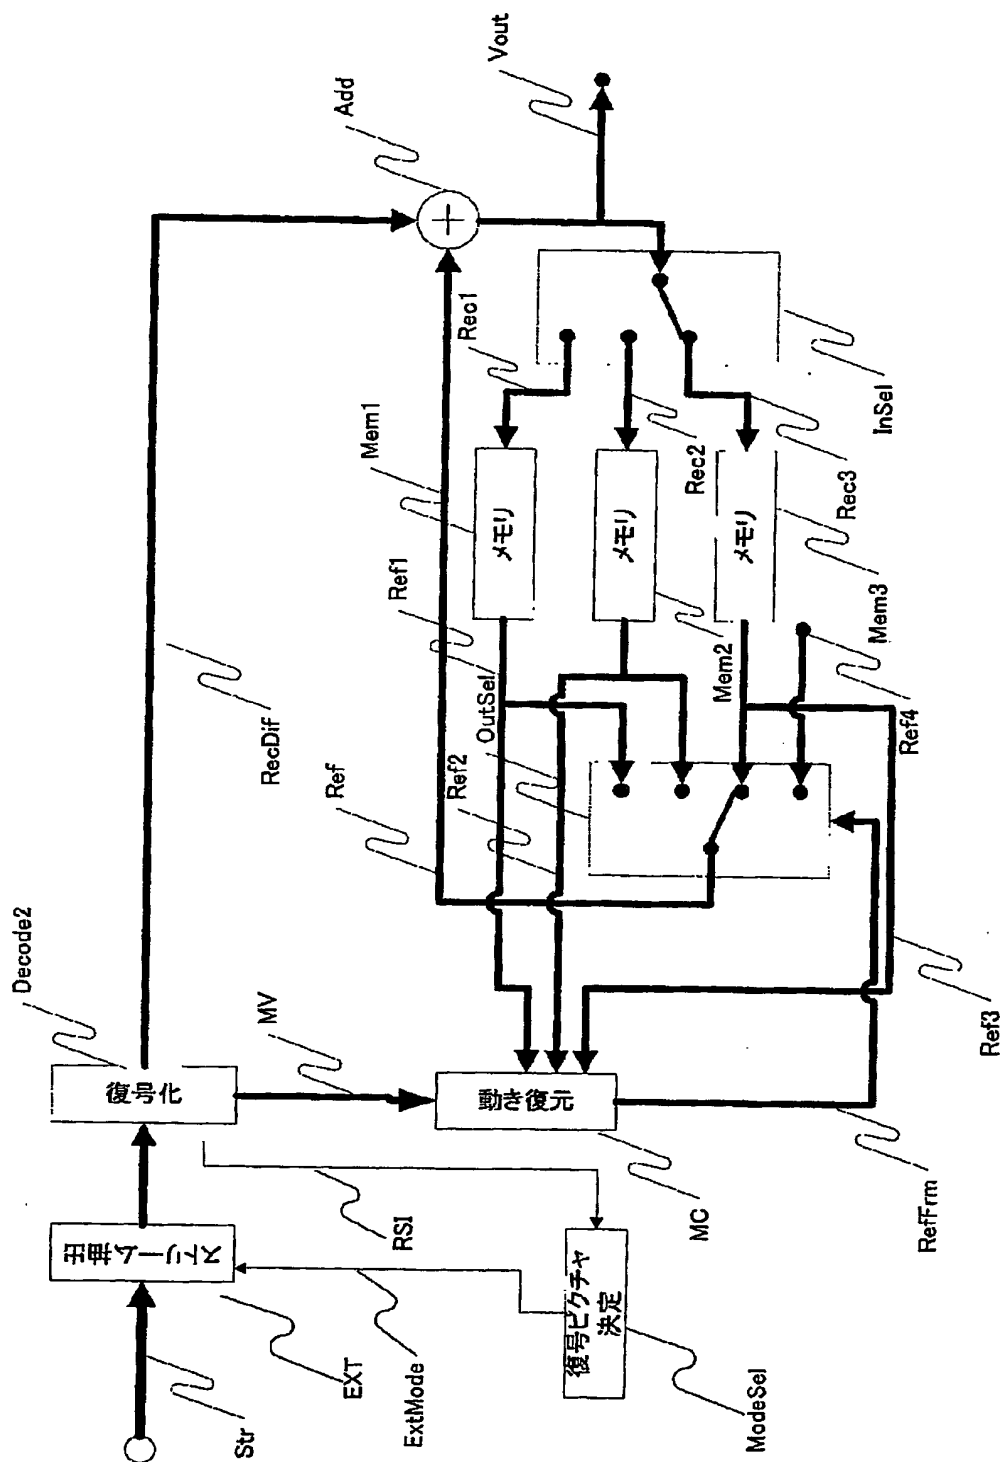 Str
ストリーム抽出
EXT
ExtMode
復号化
Decode2
RSI
復号ピクチャ
決定
ModeSel
MV
動き復元
MC
RefFrm
RecDif
Ref
Ref1
OutSel
Ref2
Ref3
Ref4
Mem1
メモリ
メモリ
Mem2
メモリ
Mem3
Rec1
Rec2
Rec3
InSel
Add
+
Vout